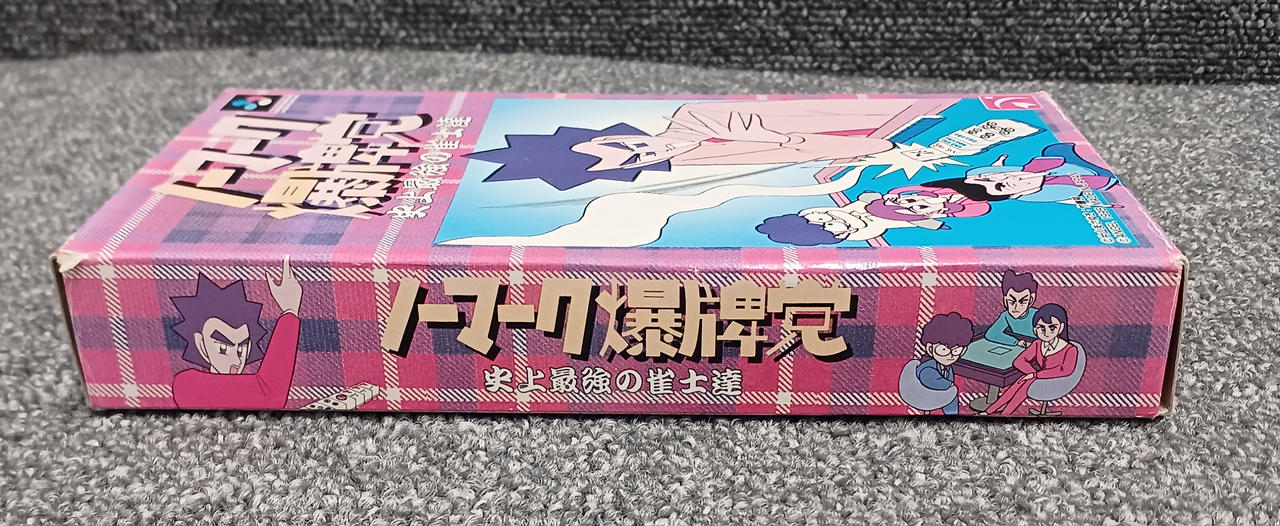 ノーマーク
爆牌党
史上最強の雀士達
ノーマーク爆牌党
史上最強の雀士達